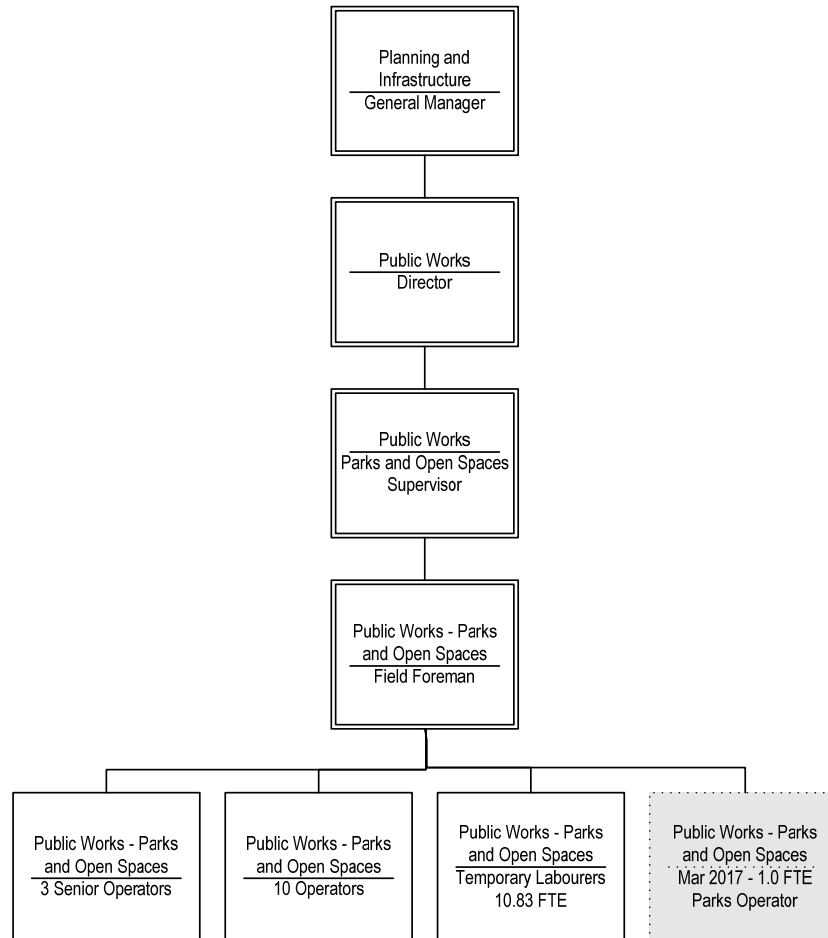 Planning and
Infrastructure
General Manager
Public Works
Director
Public Works
Parks and Open Spaces
Supervisor
Public Works - Parks
and Open Spaces
Field Foreman
Public Works - Parks
and Open Spaces
3 Senior Operators
Public Works - Parks
and Open Spaces
10 Operators
Public Works - Parks
and Open Spaces
Temporary Labourers
10.83 FTE
Public Works - Parks
and Open Spaces
Mar 2017 - 1.0 FTE
Parks Operator